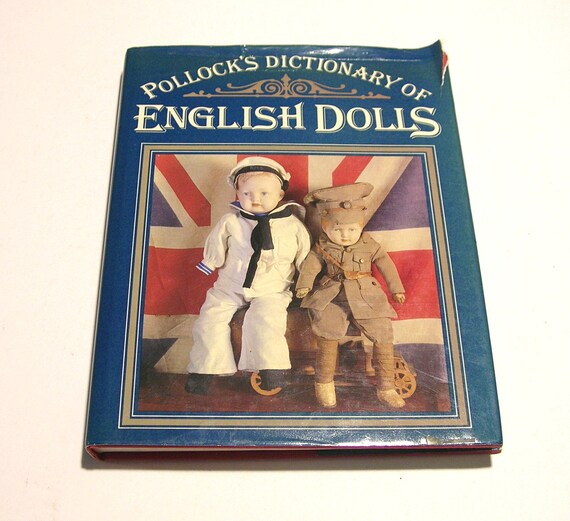 POLLOCK'S DICTIONARY OF
ENGLISH DOLLS